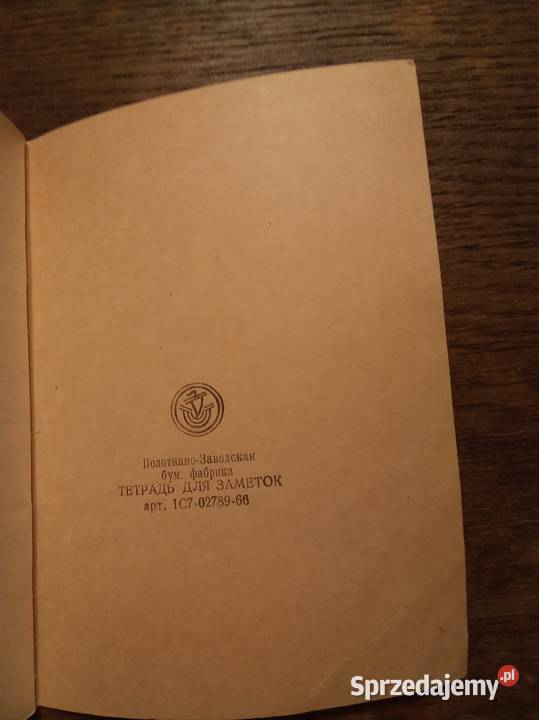 Полотняно-Заводская
бум. фабрика
ТЕТРАДЬ ДЛЯ ЗАМЕТОК
арт. 1С7-02789-66
Sprzedajemy.pl